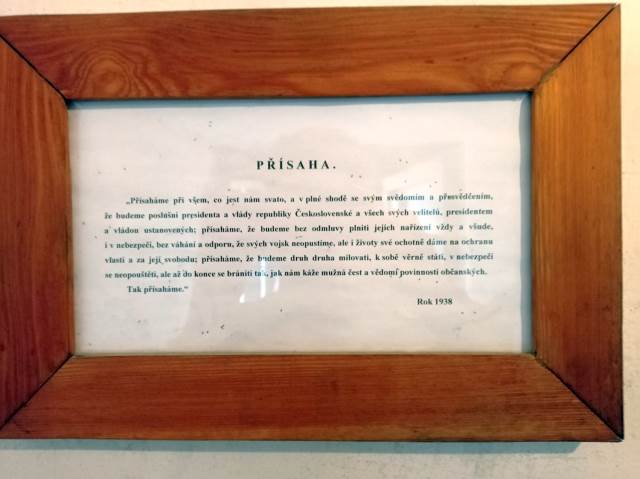 PŘÍSAHA.
„Přísaháme při všem, co jest nám svato, a v plné shodě se svým svědomím a přesvědčením,
že budeme poslušni presidenta a vlády republiky Československé a všech svých velitelů, presidentem
a vládou ustanovených; přísaháme, že budeme bez odmluvy plniti jejich nařízení vždy a všude,
i v nebezpečí, bez váhání a odporu, že svých vojsk neopustíme, ale i životy své ochotně dáme na ochranu
vlasti a za její svobodu; přísaháme, že budeme druh druha milovati, k sobě věrně státi, v nebezpečí
se neopouštěti, ale až do konce se brániti tak, jak nám káže mužná čest a vědomí povinností občanských.
Tak přísaháme.“
Rok 1938